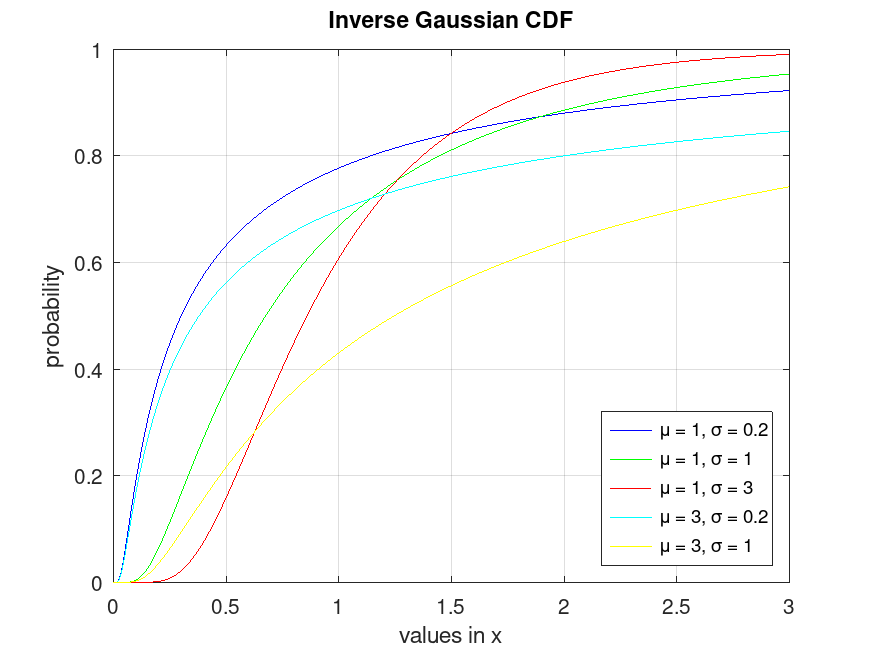 Inverse Gaussian CDF
1
0.8
0.6
0.4
0.2
0
probability
μ = 1, σ = 0.2
μ = 1, σ = 1
μ = 1, σ = 3
μ = 3, σ = 0.2
μ = 3, σ = 1
0 0.5 1 1.5 2 2.5 3
values in x